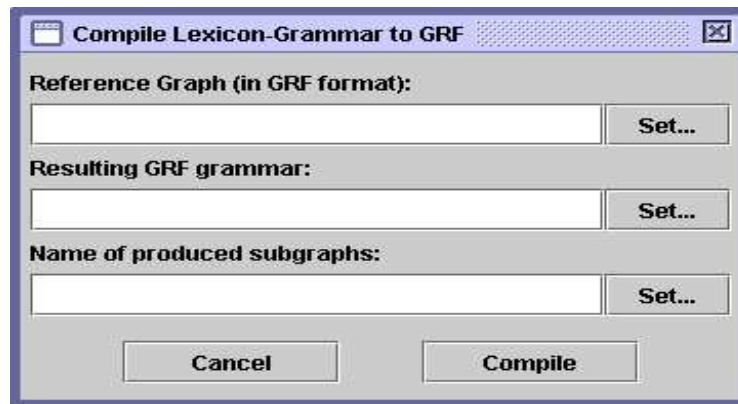 Compile Lexicon-Grammar to GRF
Reference Graph (in GRF format):
Set...
Resulting GRF grammar:
Set...
Name of produced subgraphs:
Set...
Cancel Compile